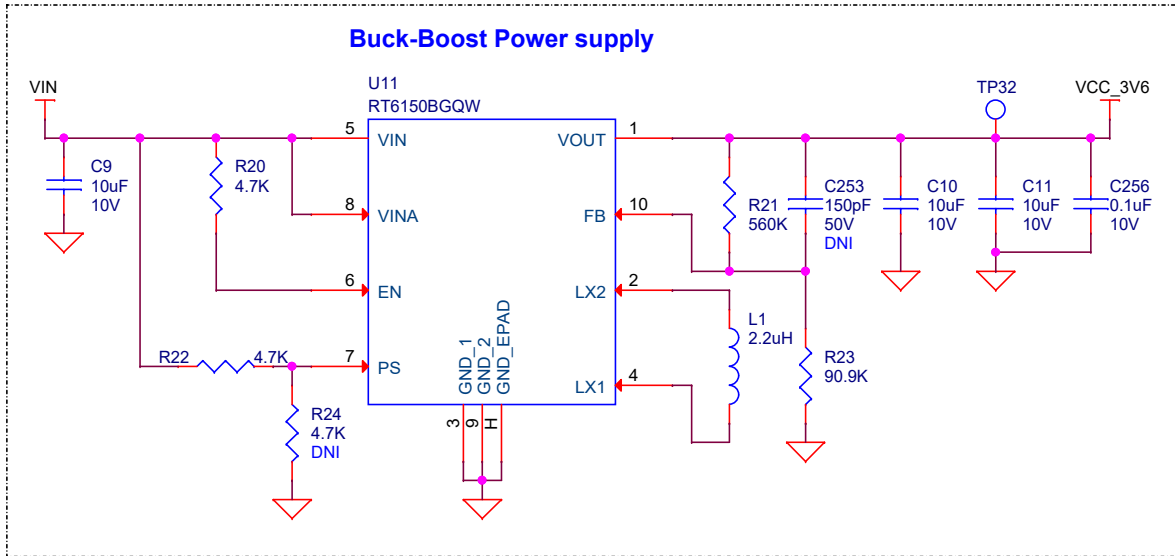 Buck-Boost Power supply
VIN
U11
RT6150BGQW
TP32
VCC_3V6
5
VIN
VOUT
1
C9
10uF
10V
R20
4.7K
8
VINA
FB
10
R21
560K
C253
150pF
50V
DNI
C10
10uF
10V
C11
10uF
10V
C256
0.1uF
10V
6
EN
LX2
2
L1
2.2uH
R22
4.7K
7
PS
GND_1
GND_2
GND_EPAD
LX1
4
R23
90.9K
3
9
H
R24
4.7K
DNI